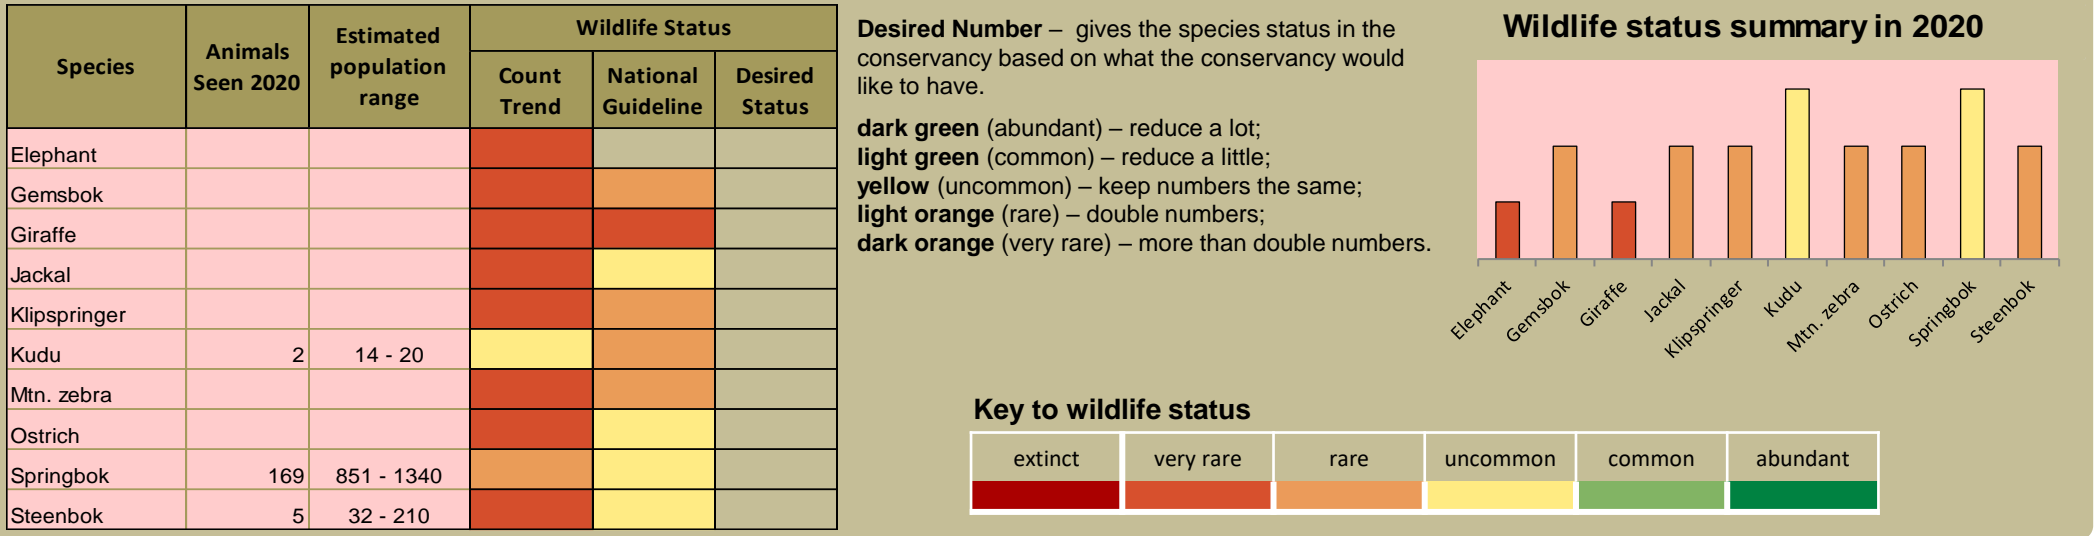 Species
Animals Seen 2020
Estimated population range
Wildlife Status
Count Trend
National Guideline
Desired Status
Elephant
Gemsbok
Giraffe
Jackal
Klipspringer
Kudu 2 14 - 20
Mtn. zebra
Ostrich
Springbok 169 851 - 1340
Steenbok 5 32 - 210
Desired Number – gives the species status in the
conservancy based on what the conservancy would
like to have.
dark green (abundant) – reduce a lot;
light green (common) – reduce a little;
yellow (uncommon) – keep numbers the same;
light orange (rare) – double numbers;
dark orange (very rare) – more than double numbers.
Wildlife status summary in 2020
Elephant
Gemsbok
Giraffe
Jackal
Klipspringer
Kudu
Mtn. zebra
Ostrich
Springbok
Steenbok
Key to wildlife status
extinct very rare rare uncommon common abundant